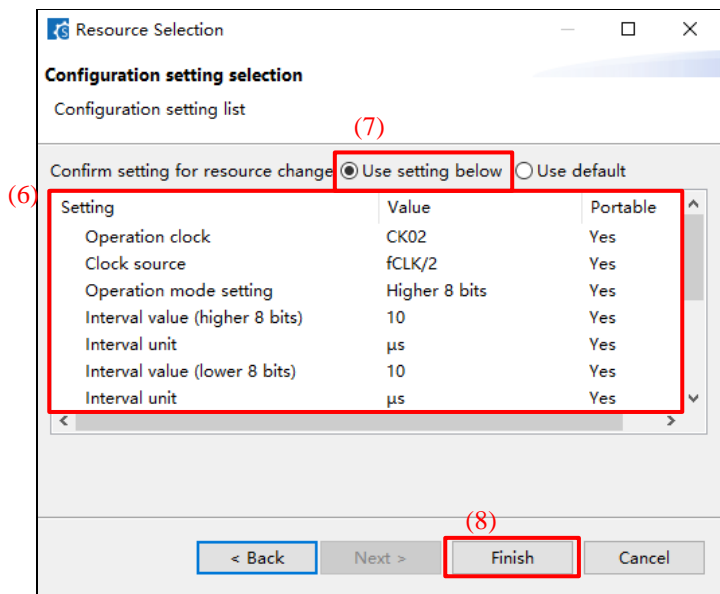 Resource Selection
Configuration setting selection
Configuration setting list
(7)
Confirm setting for resource change Use setting below Use default
(6)
Setting Value Portable
Operation clock CK02 Yes
Clock source fCLK/2 Yes
Operation mode setting Higher 8 bits Yes
Interval value (higher 8 bits) 10 Yes
Interval unit μs Yes
Interval value (lower 8 bits) 10 Yes
Interval unit μs Yes
(8)
< Back Next > Finish Cancel